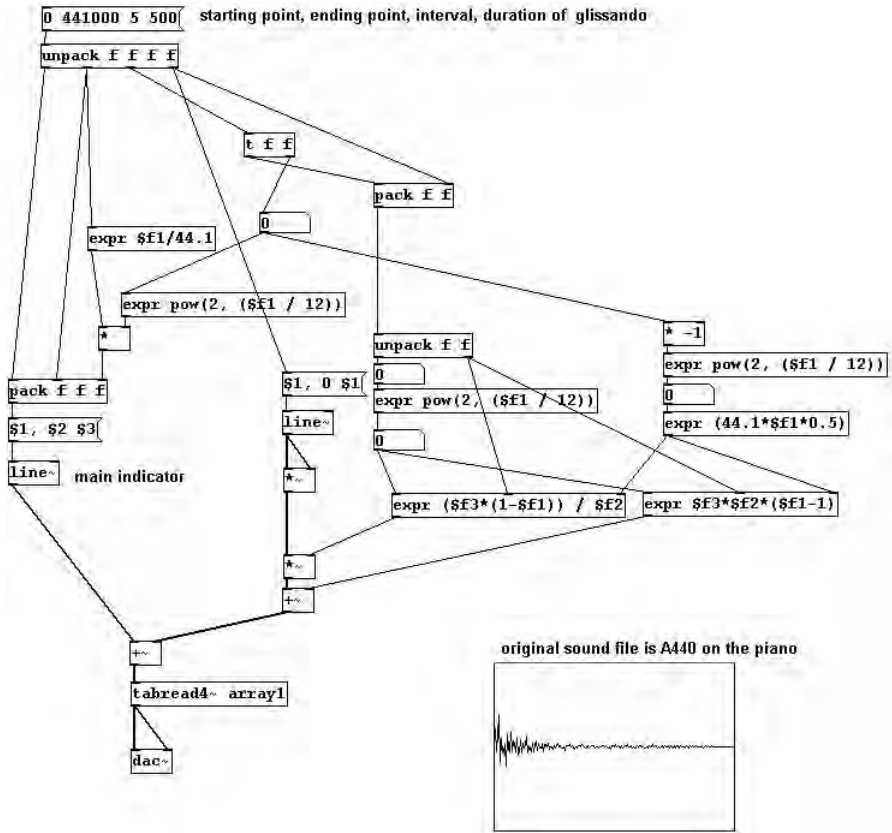 0 441000 5 500
starting point, ending point, interval, duration of glissando
unpack f f f f
t f f
pack f f
0
expr $f1/44.1
expr pow(2, ($f1 / 12))
*
* -1
unpack f f
expr pow(2, ($f1 / 12))
0
0
pack f f f
$1, 0 $1
expr pow(2, ($f1 / 12))
expr (44.1*$f1*0.5)
$1, $2 $3
line~
0
line~
main indicator
*~
expr ($f3*(1-$f1)) / $f2
expr $f3*$f2*($f1-1)
*~
+~
+~
original sound file is A440 on the piano
tabread4~ array1
dac~